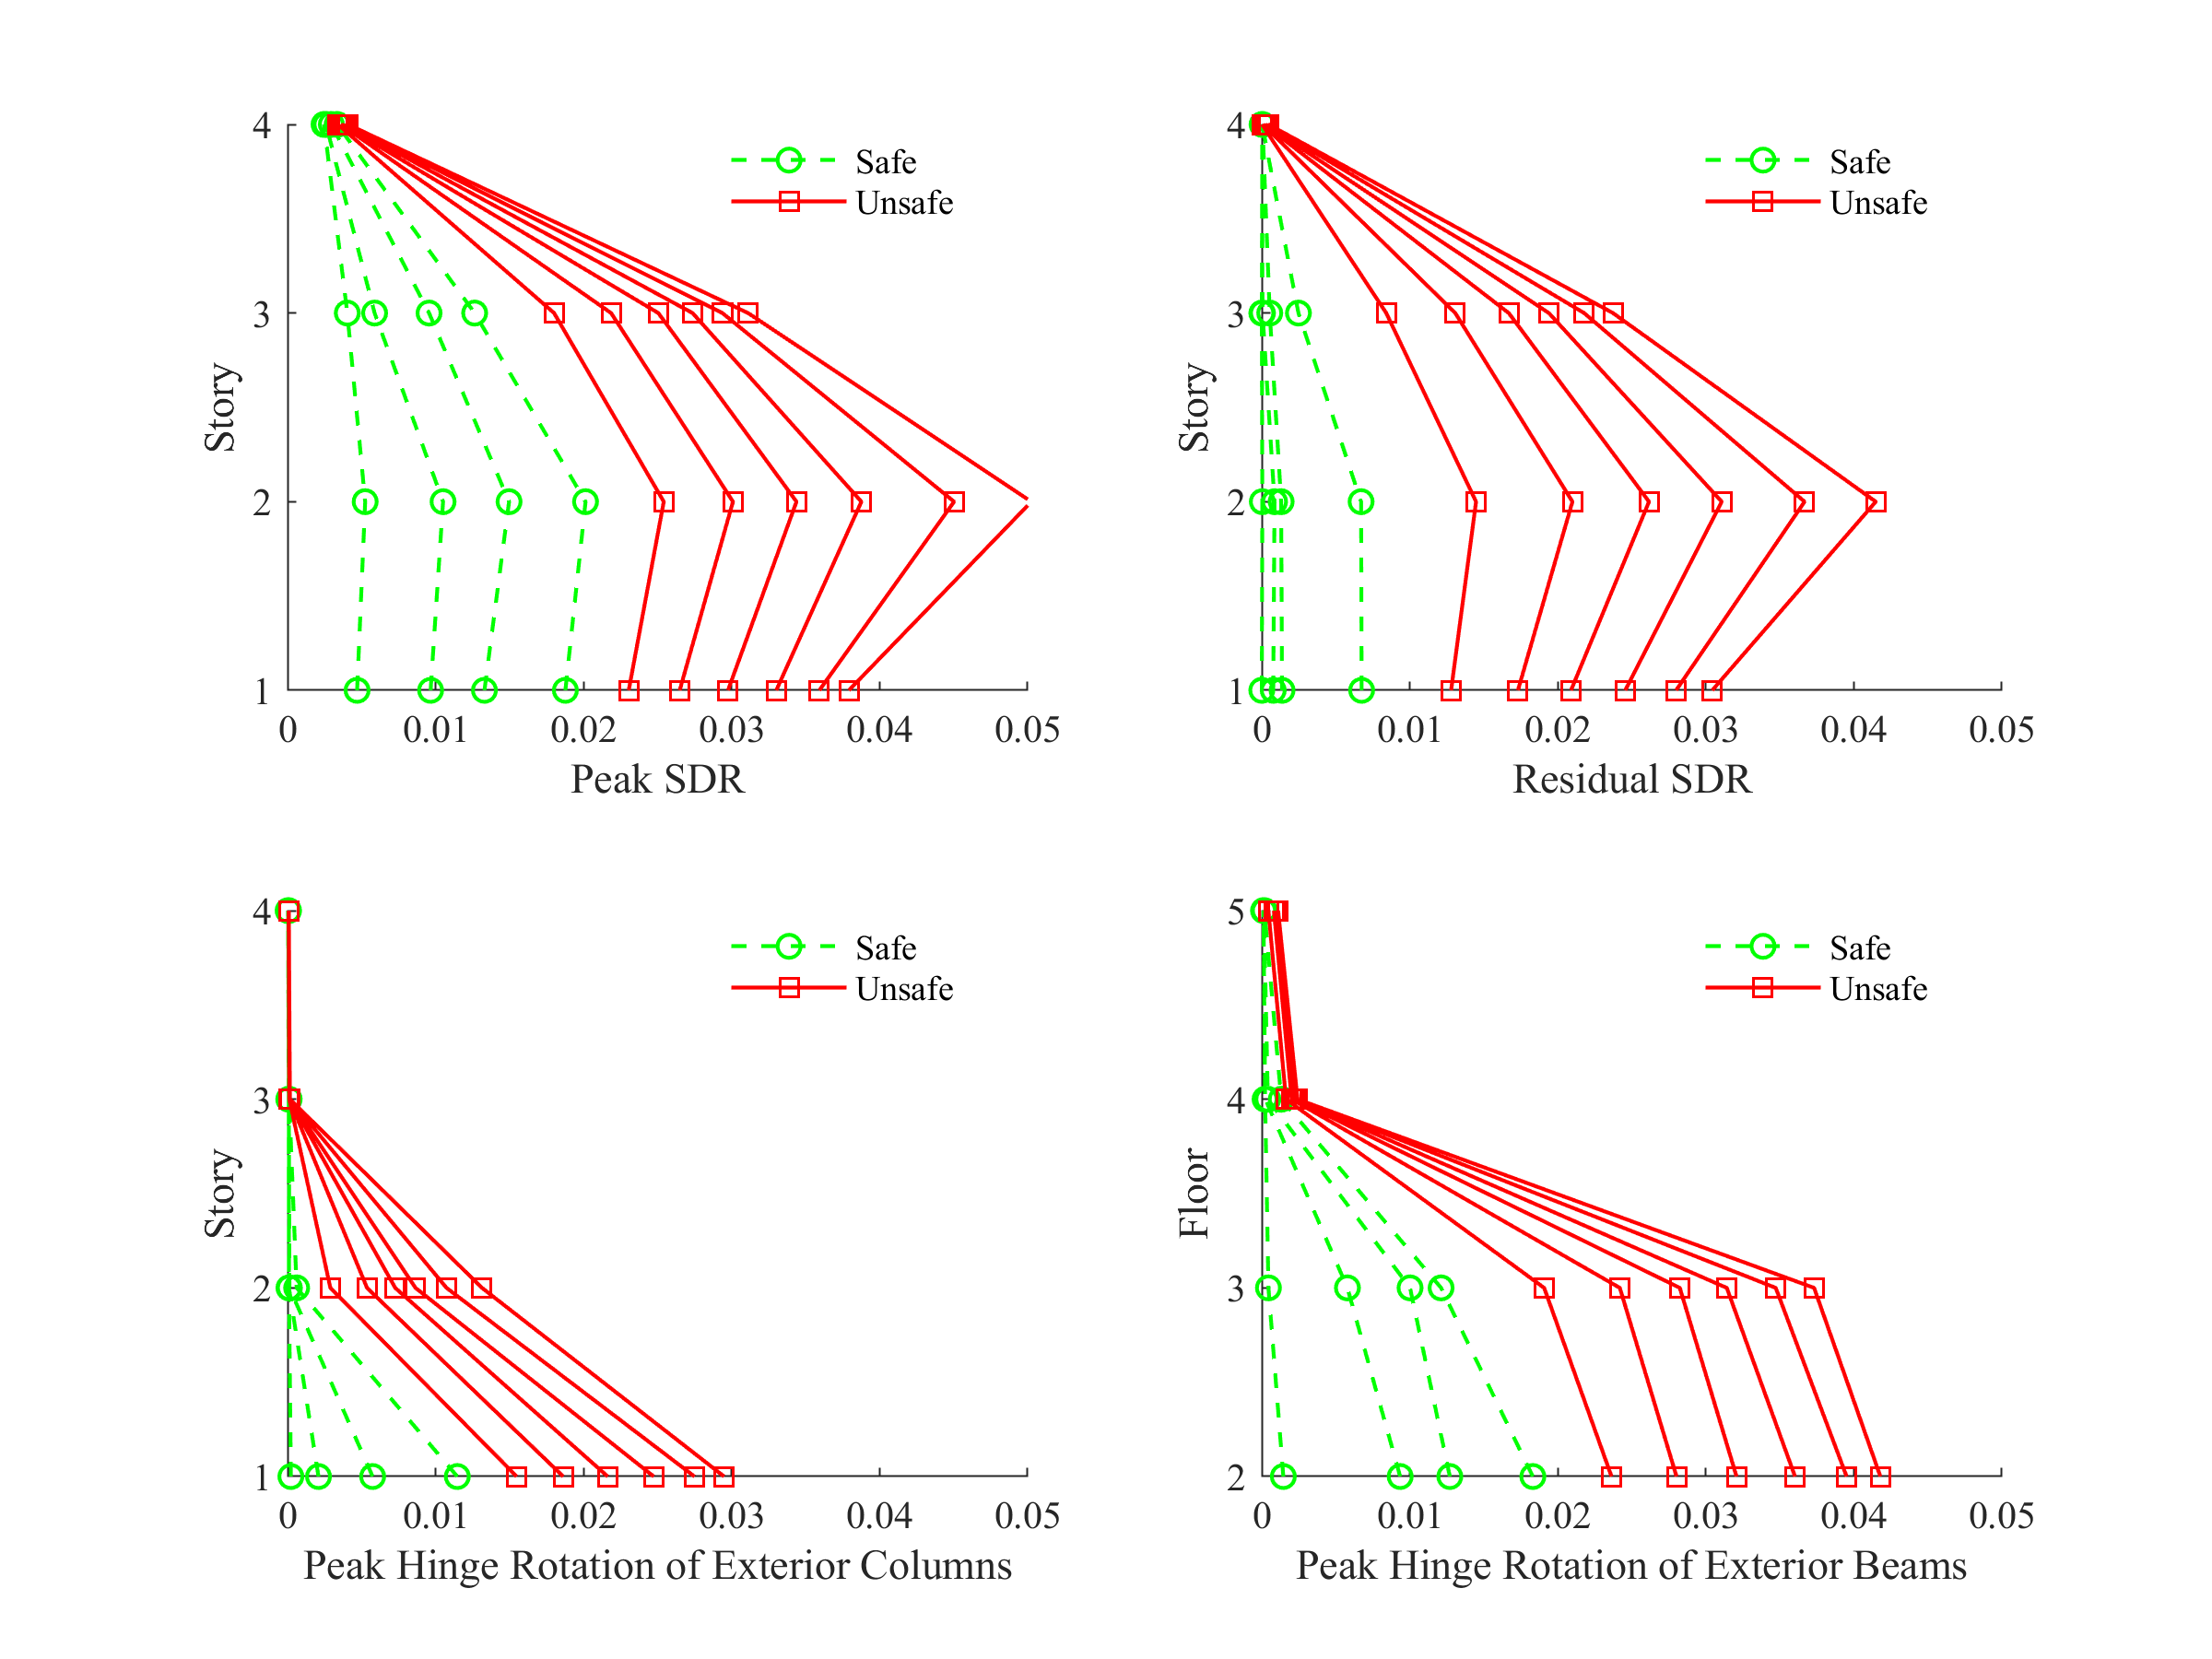 4
3
2
1
Story
0 0.01 0.02 0.03 0.04 0.05
Peak SDR
Safe
Unsafe
4
3
2
1
Story
0 0.01 0.02 0.03 0.04 0.05
Residual SDR
Safe
Unsafe
4
3
2
1
Story
0 0.01 0.02 0.03 0.04 0.05
Peak Hinge Rotation of Exterior Columns
Safe
Unsafe
5
4
3
2
Floor
0 0.01 0.02 0.03 0.04 0.05
Peak Hinge Rotation of Exterior Beams
Safe
Unsafe